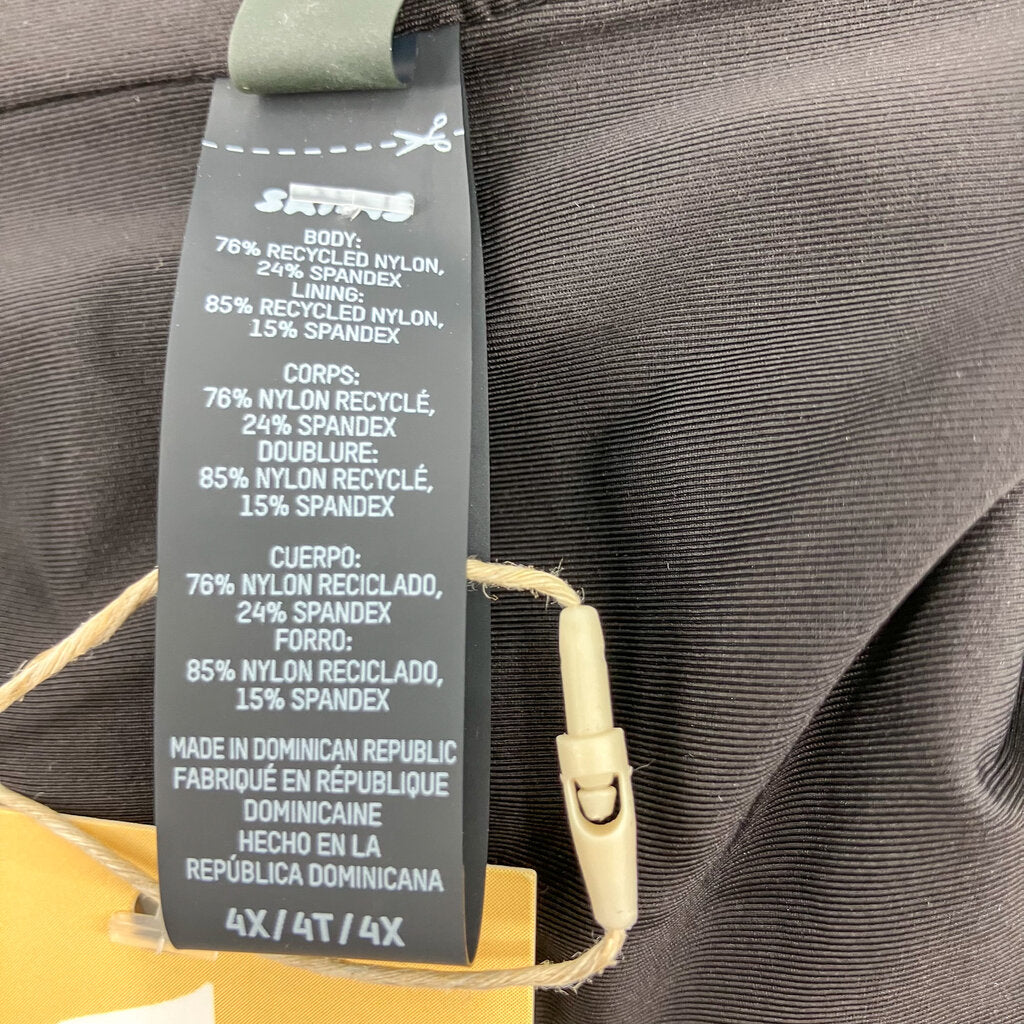 BODY:
76% RECYCLED NYLON,
24% SPANDEX
LINING:
85% RECYCLED NYLON,
15% SPANDEX
CORPS:
76% NYLON RECYCLÉ,
24% SPANDEX
DOUBLURE:
85% NYLON RECYCLÉ,
15% SPANDEX
CUERPO:
76% NYLON RECICLADO,
24% SPANDEX
FORRO:
85% NYLON RECICLADO,
15% SPANDEX
MADE IN DOMINICAN REPUBLIC
FABRIQUÉ EN RÉPUBLIQUE
DOMINICAINE
HECHO EN LA
REPÚBLICA DOMINICANA
4X/4T/4X